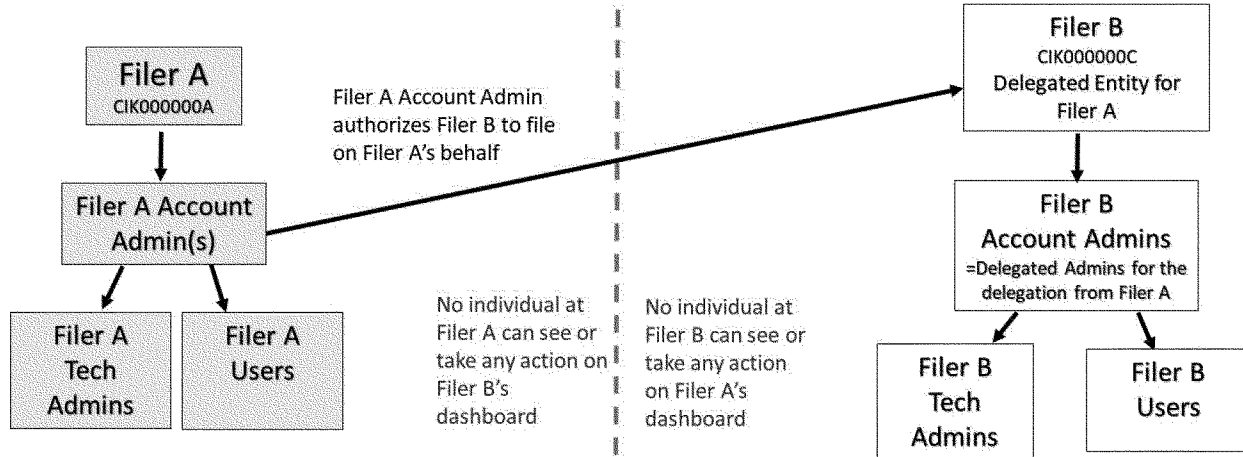 Filer A
CIK000000A
Filer A Account
Admin(s)
Filer A
Tech
Admins
Filer A
Users
Filer A Account Admin
authorizes Filer B to file
on Filer A's behalf
No individual at
Filer A can see or
take any action on
Filer B's
dashboard
No individual at
Filer B can see or
take any action
on Filer A's
dashboard
Filer B
CIK000000C
Delegated Entity for
Filer A
Filer B
Account Admins
=Delegated Admins for the
delegation from Filer A
Filer B
Tech
Admins
Filer B
Users